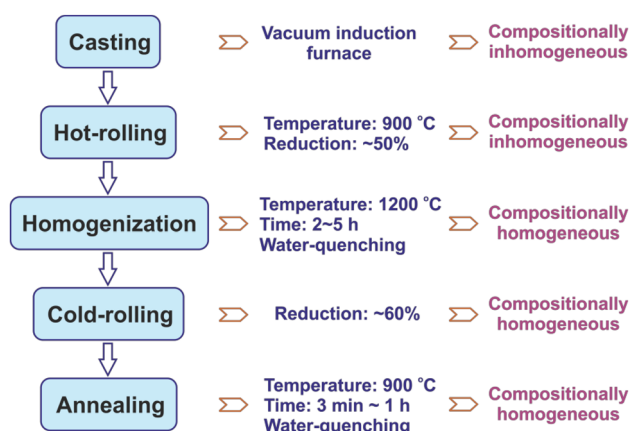 Casting
Vacuum induction
furnace
Compositionally
inhomogeneous
Hot-rolling
Temperature: 900 °C
Reduction: ~50%
Compositionally
inhomogeneous
Homogenization
Temperature: 1200 °C
Time: 2~5 h
Water-quenching
Compositionally
homogeneous
Cold-rolling
Reduction: ~60%
Compositionally
homogeneous
Annealing
Temperature: 900 °C
Time: 3 min ~ 1 h
Water-quenching
Compositionally
homogeneous